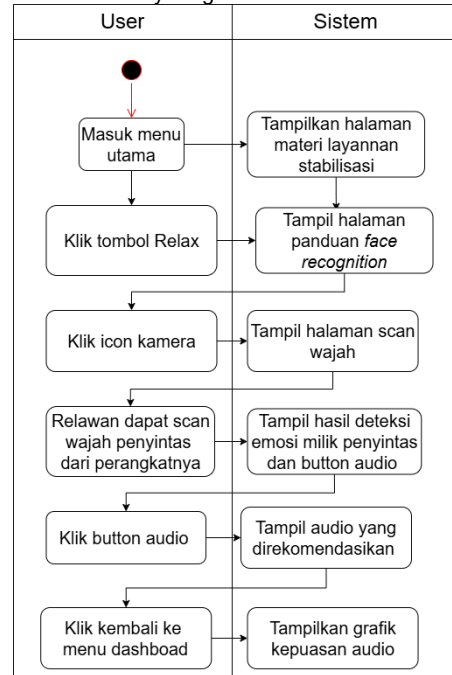 User
Sistem
Masuk menu
utama
Tampilkan halaman
materi layannan
stabilisasi
Klik tombol Relax
Tampil halaman
panduan face
recognition
Klik icon kamera
Tampil halaman scan
wajah
Relawan dapat scan
wajah penyintas
dari perangkatnya
Tampil hasil deteksi
emosi milik penyintas
dan button audio
Klik button audio
Tampil audio yang
direkomendasikan
Klik kembali ke
menu dashboad
Tampilkan grafik
kepuasan audio